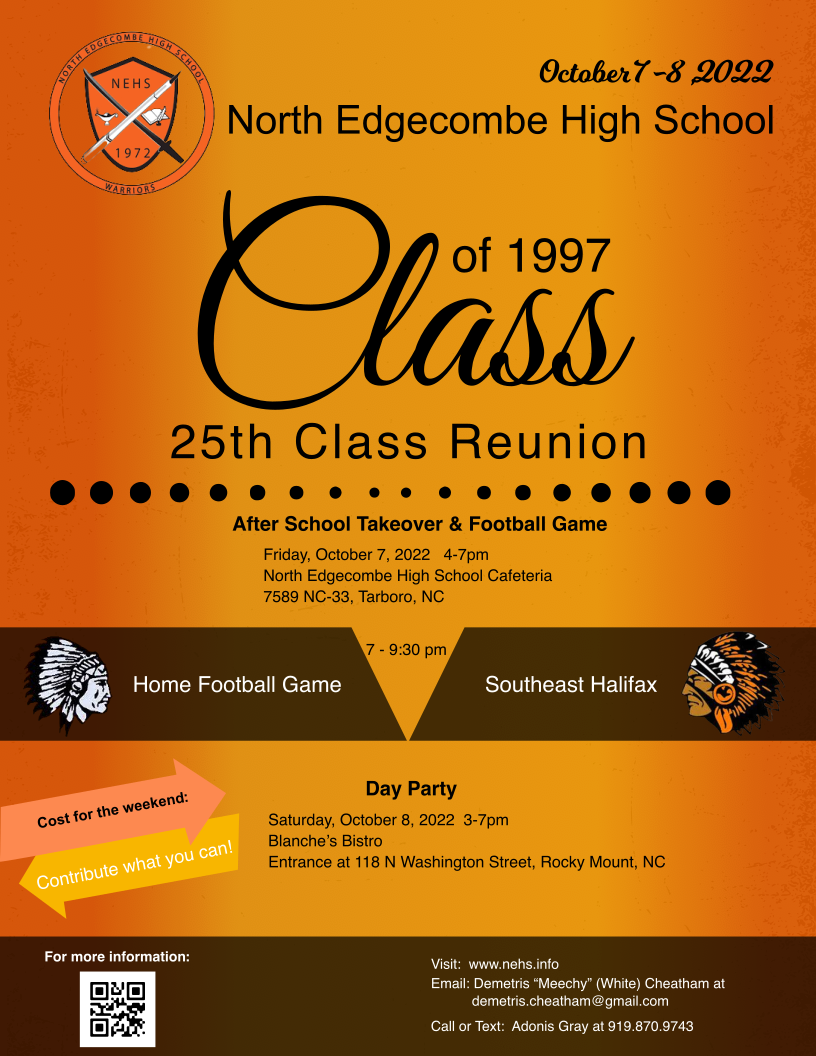 NORTH EDGECOMBE HIGH SCHOOL
NEHS
1972
WARRIORS
October7 -8 ,2022
North Edgecombe High School
of 1997
Class
25th Class Reunion
After School Takeover & Football Game
Friday, October 7, 2022 4-7pm
North Edgecombe High School Cafeteria
7589 NC-33, Tarboro, NC
7 - 9:30 pm
Home Football Game
Southeast Halifax
Cost for the weekend:
Contribute what you can!
Day Party
Saturday, October 8, 2022 3-7pm
Blanche’s Bistro
Entrance at 118 N Washington Street, Rocky Mount, NC
For more information:
Visit: www.nehs.info
Email: Demetris “Meechy” (White) Cheatham at
demetris.cheatham@gmail.com
Call or Text: Adonis Gray at 919.870.9743